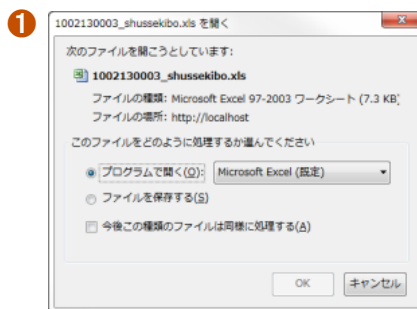 1
1002130003_shussekibo.xls を開く
次のファイルを開こうとしています:
1002130003_shussekibo.xls
ファイルの種類: Microsoft Excel 97-2003 ワークシート (7.3 KB)
ファイルの場所: http://localhost
このファイルをどのように処理するか選んでください
プログラムで開く(O): Microsoft Excel (既定)
ファイルを保存する(S)
今後この種類のファイルは同様に処理する(A)
OK キャンセル